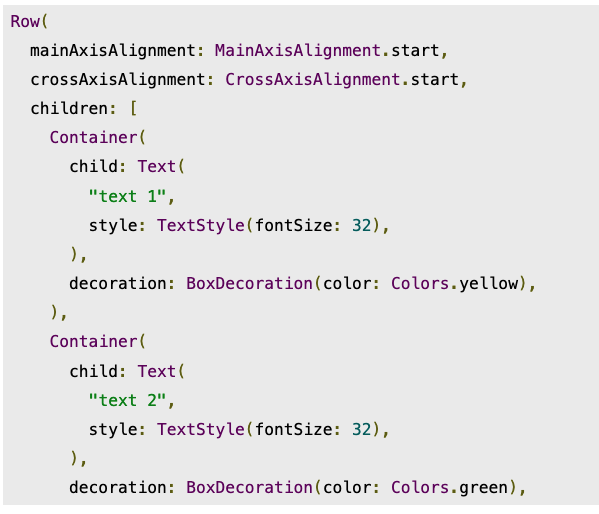 Row(
  mainAxisAlignment: MainAxisAlignment.start,
  crossAxisAlignment: CrossAxisAlignment.start,
  children: [
    Container(
      child: Text(
        "text 1",
        style: TextStyle(fontSize: 32),
      ),
      decoration: BoxDecoration(color: Colors.yellow),
    ),
    Container(
      child: Text(
        "text 2",
        style: TextStyle(fontSize: 32),
      ),
      decoration: BoxDecoration(color: Colors.green),